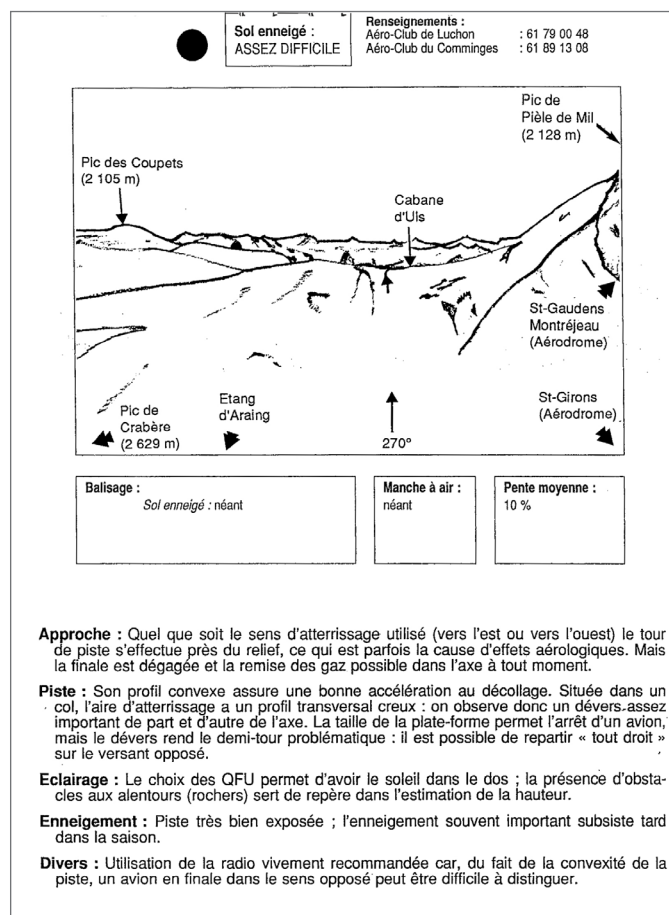 Sol enneigé :
ASSEZ DIFFICILE
Renseignements :
Aéro-Club de Luchon : 61 79 00 48
Aéro-Club du Comminges : 61 89 13 08
Pic de
Pièle de Mil
(2 128 m)
Pic des Coupets
(2 105 m)
Cabane
d'Uls
St-Gaudens
Montréjeau
(Aérodrome)
Pic de
Crabère
(2 629 m)
Etang
d'Araing
270°
St-Girons
(Aérodrome)
Balisage :
Sol enneigé : néant
Manche à air :
néant
Pente moyenne :
10 %
Approche : Quel que soit le sens d'atterrissage utilisé (vers l'est ou vers l'ouest) le tour
de piste s'effectue près du relief, ce qui est parfois la cause d'effets aérologiques. Mais
la finale est dégagée et la remise des gaz possible dans l'axe à tout moment.
Piste : Son profil convexe assure une bonne accélération au décollage. Située dans un
col, l'aire d'atterrissage a un profil transversal creux : on observe donc un dévers assez
important de part et d'autre de l'axe. La taille de la plate-forme permet l'arrêt d'un avion,
mais le dévers rend le demi-tour problématique : il est possible de repartir « tout droit »
sur le versant opposé.
Eclairage : Le choix des QFU permet d'avoir le soleil dans le dos ; la présence d'obsta-
cles aux alentours (rochers) sert de repère dans l'estimation de la hauteur.
Enneigement : Piste très bien exposée ; l'enneigement souvent important subsiste tard
dans la saison.
Divers : Utilisation de la radio vivement recommandée car, du fait de la convexité de la
piste, un avion en finale dans le sens opposé peut être difficile à distinguer.